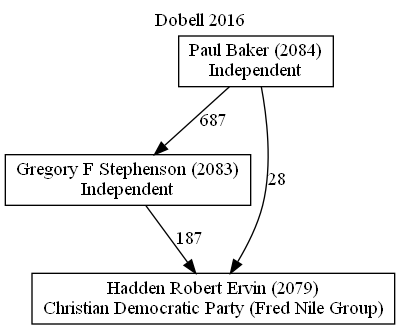 Dobell 2016
Paul Baker (2084)
Independent
687
Gregory F Stephenson (2083)
Independent
28
187
Hadden Robert Ervin (2079)
Christian Democratic Party (Fred Nile Group)